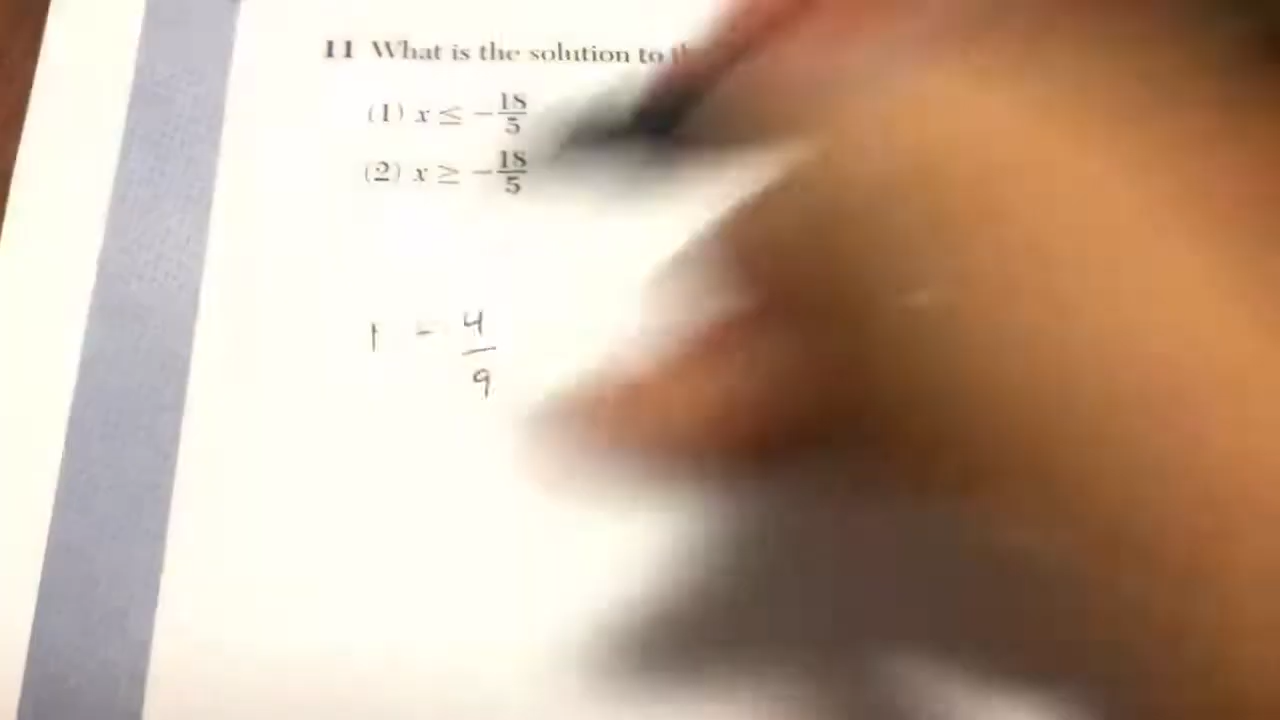 11 What is the solution to
(1) x ≤ -18/5
(2) x ≥ -18/5
1 - 4/9